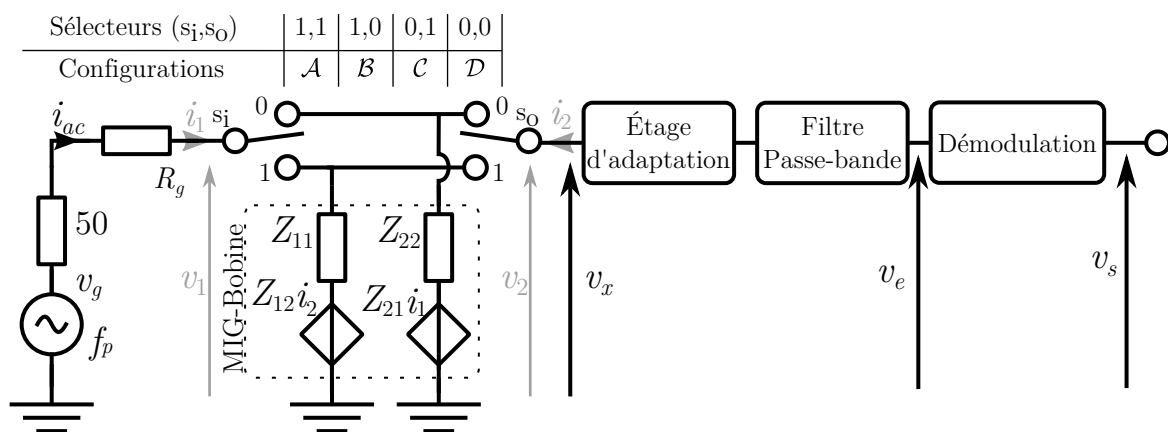 Sélecteurs (si,so) 1,1 1,0 0,1 0,0
Configurations A B C D
iac
i1
si
0
0
so
i2
1
1
Rg
50
vg
fp
v1
MIG-Bobine
Z11
Z22
Z12i2
Z21i1
v2
vx
Étage
d'adaptation
Filtre
Passe-bande
Démodulation
ve
vs